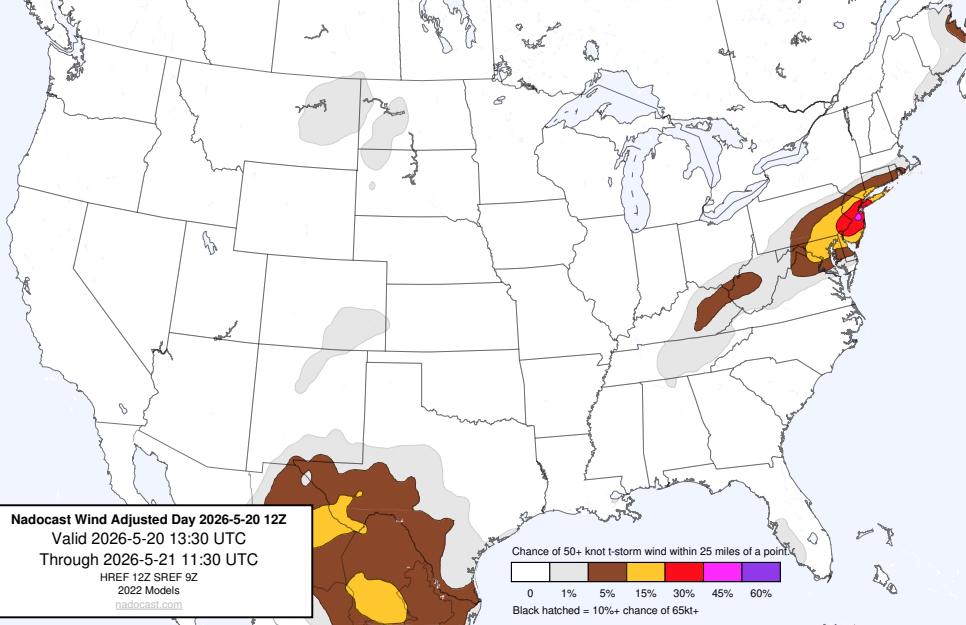 Nadocast Wind Adjusted Day 2026-5-20 12Z
Valid 2026-5-20 13:30 UTC
Through 2026-5-21 11:30 UTC
HREF 12Z SREF 9Z
2022 Models
nadocast.com
Chance of 50+ knot t-storm wind within 25 miles of a point.
0 1% 5% 15% 30% 45% 60%
Black hatched = 10%+ chance of 65kt+